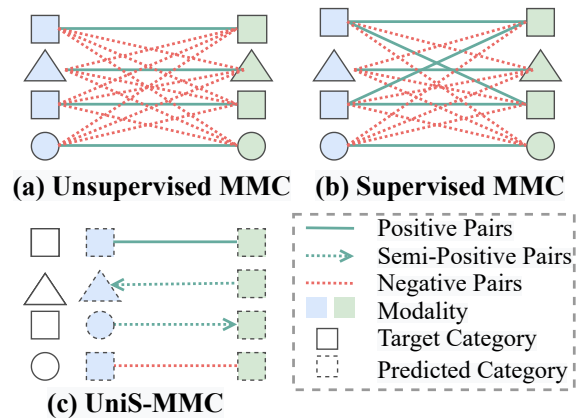 (a) Unsupervised MMC
(b) Supervised MMC
(c) UniS-MMC
Positive Pairs
Semi-Positive Pairs
Negative Pairs
Modality
Target Category
Predicted Category